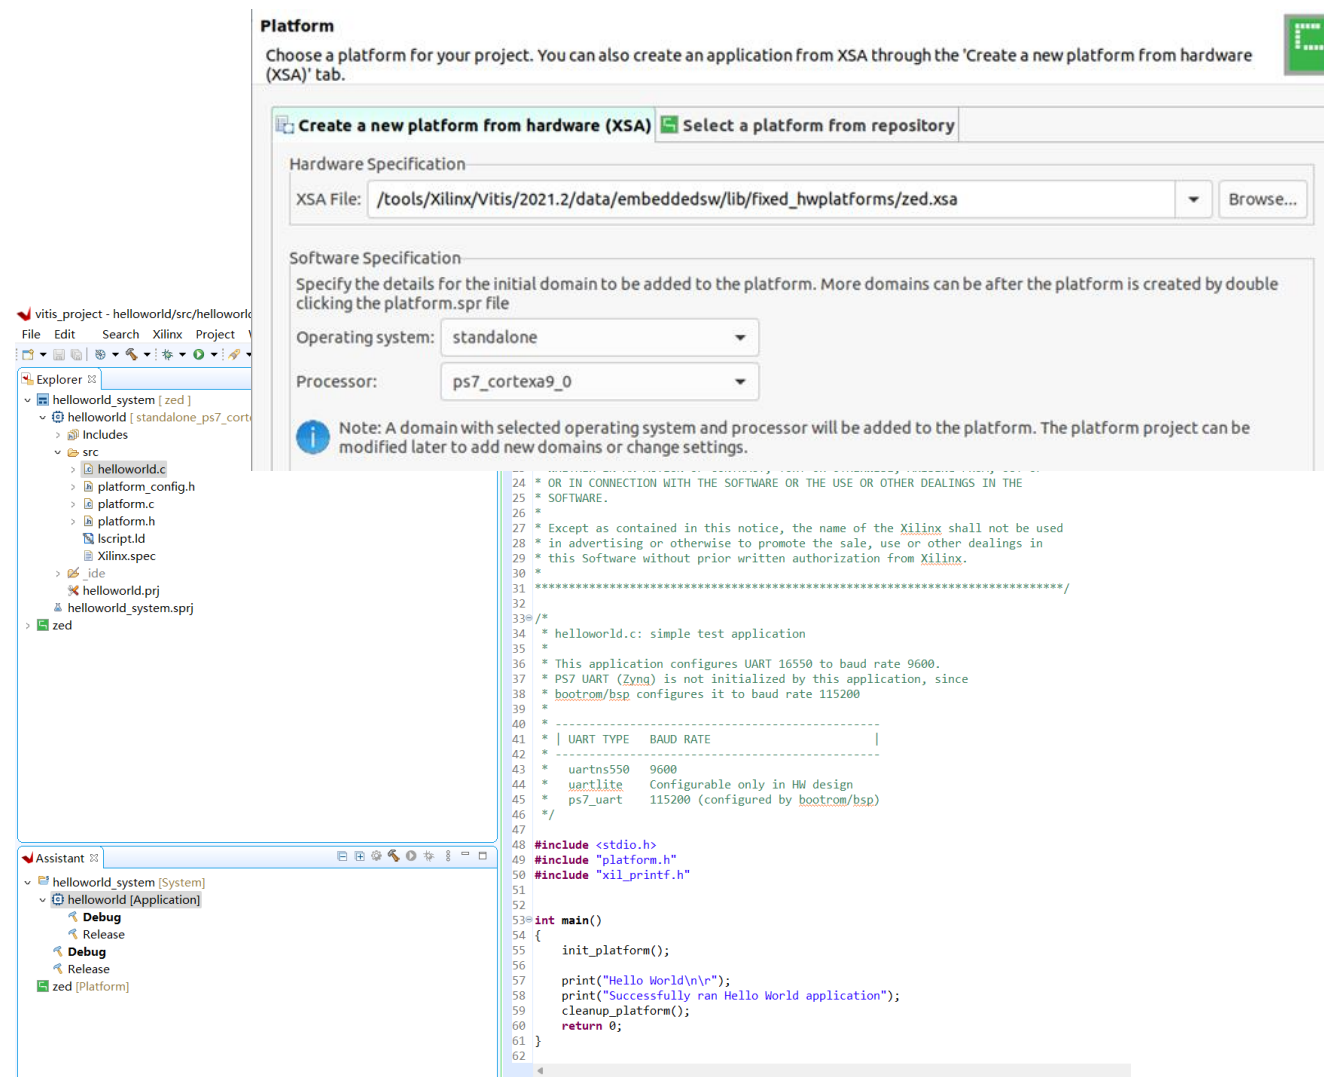 Platform
Choose a platform for your project. You can also create an application from XSA through the 'Create a new platform from hardware
(XSA)' tab.
Create a new platform from hardware (XSA) Select a platform from repository
Hardware Specification
XSA File: /tools/Xilinx/Vitis/2021.2/data/embeddedsw/lib/fixed_hwplatforms/zed.xsa Browse...
Software Specification
Specify the details for the initial domain to be added to the platform. More domains can be after the platform is created by double
clicking the platform.spr file
Operating system: standalone
Processor: ps7_cortexa9_0
Note: A domain with selected operating system and processor will be added to the platform. The platform project can be
modified later to add new domains or change settings.
vitis_project - helloworld/src/helloworld
File Edit Search Xilinx Project
Explorer
helloworld_system [ zed ]
helloworld [ standalone_ps7_corte
Includes
src
helloworld.c
platform_config.h
platform.c
platform.h
lscript.ld
Xilinx.spec
_ide
helloworld.prj
helloworld_system.sprj
zed
Assistant
helloworld_system [System]
helloworld [Application]
Debug
Release
Debug
Release
zed [Platform]
24 * OR IN CONNECTION WITH THE SOFTWARE OR THE USE OR OTHER DEALINGS IN THE
25 * SOFTWARE.
26 *
27 * Except as contained in this notice, the name of the Xilinx shall not be used
28 * in advertising or otherwise to promote the sale, use or other dealings in
29 * this Software without prior written authorization from Xilinx.
30 *
31 ******************************************************************************/
32
33 /*
34 * helloworld.c: simple test application
35 *
36 * This application configures UART 16550 to baud rate 9600.
37 * PS7 UART (Zynq) is not initialized by this application, since
38 * bootrom/bsp configures it to baud rate 115200
39 *
40 * ------------------------------------------------
41 * | UART TYPE BAUD RATE |
42 * ------------------------------------------------
43 * uartns550 9600
44 * uartlite Configurable only in HW design
45 * ps7_uart 115200 (configured by bootrom/bsp)
46 */
47
48 #include <stdio.h>
49 #include "platform.h"
50 #include "xil_printf.h"
51
52
53 int main()
54 {
55 init_platform();
56
57 print("Hello World\n\r");
58 print("Successfully ran Hello World application");
59 cleanup_platform();
60 return 0;
61 }
62